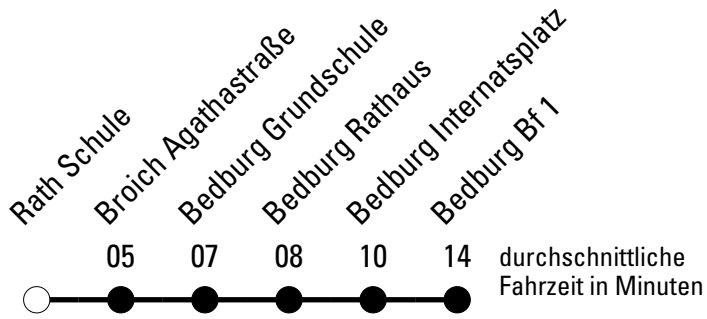 Rath Schule
Broich Agathastraße
Bedburg Grundschule
Bedburg Rathaus
Bedburg Internatsplatz
Bedburg Bf 1
05 07 08 10 14 durchschnittliche
Fahrzeit in Minuten